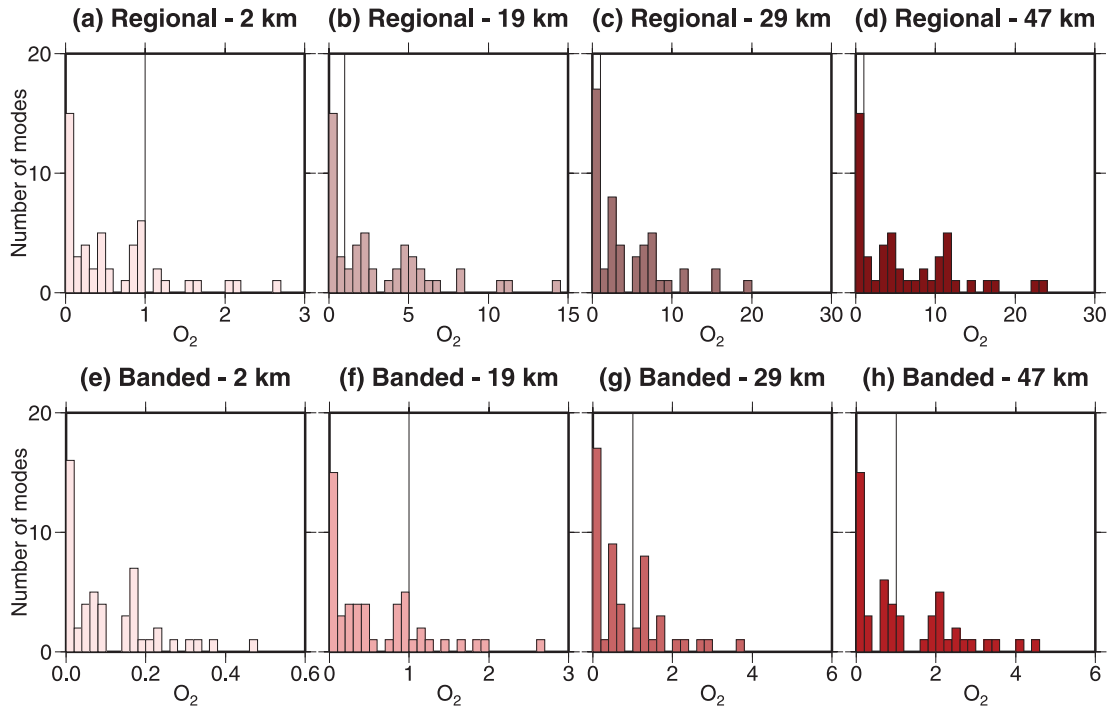 (a) Regional - 2 km (b) Regional - 19 km (c) Regional - 29 km (d) Regional - 47 km
20
10
0
Number of modes
0 1 2 3 0 5 10 15 0 10 20 30 0 10 20 30
O2 O2 O2 O2
(e) Banded - 2 km (f) Banded - 19 km (g) Banded - 29 km (h) Banded - 47 km
20
10
0
Number of modes
0.0 0.2 0.4 0.6 0 1 2 3 0 2 4 6 0 2 4 6
O2 O2 O2 O2